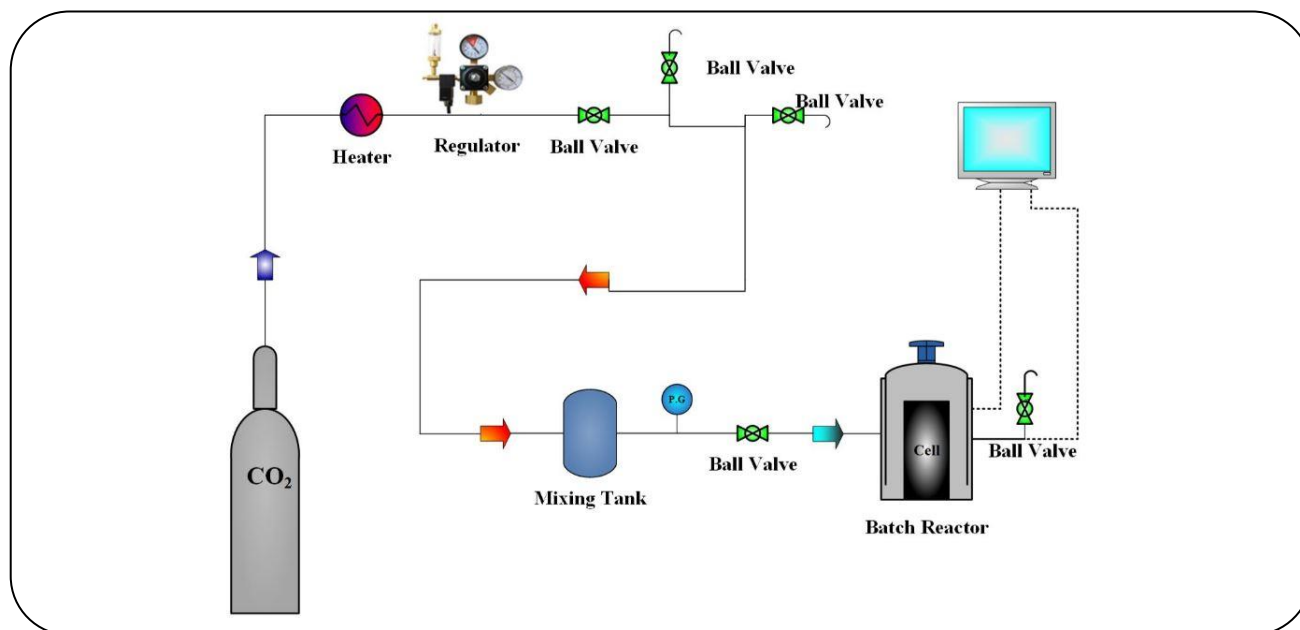 Ball Valve
Ball Valve
Heater
Regulator
Ball Valve
CO₂
P.G
Mixing Tank
Ball Valve
Cell
Ball Valve
Batch Reactor